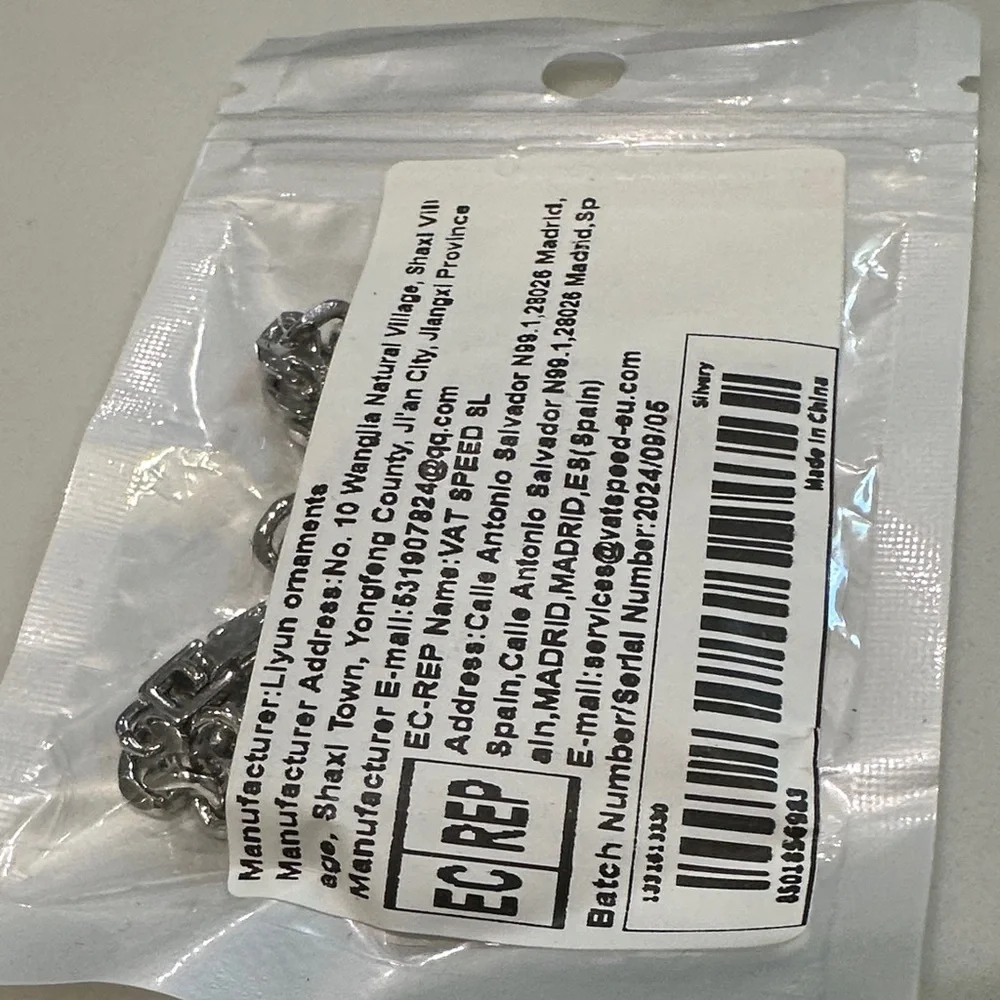 Manufacturer:Liyun ornaments
Manufacturer Address:No. 10 Wangjia Natural Village, Shaxi Vill
age, Shaxi Town, Yongfeng County, Ji'an City, Jiangxi Province
Manufacturer E-mail:531907824@qq.com
EC REP
EC-REP Name:VAT SPEED SL
Address:Calle Antonio Salvador N99.1,28026 Madrid,
Spain,Calle Antonio Salvador N99.1,28026 Madrid,Sp
ain,MADRID,MADRID,ES(Spain)
E-mail:services@vatspeed-eu.com
Batch Number/Serial Number:2024/09/05
Silvery
Made in China